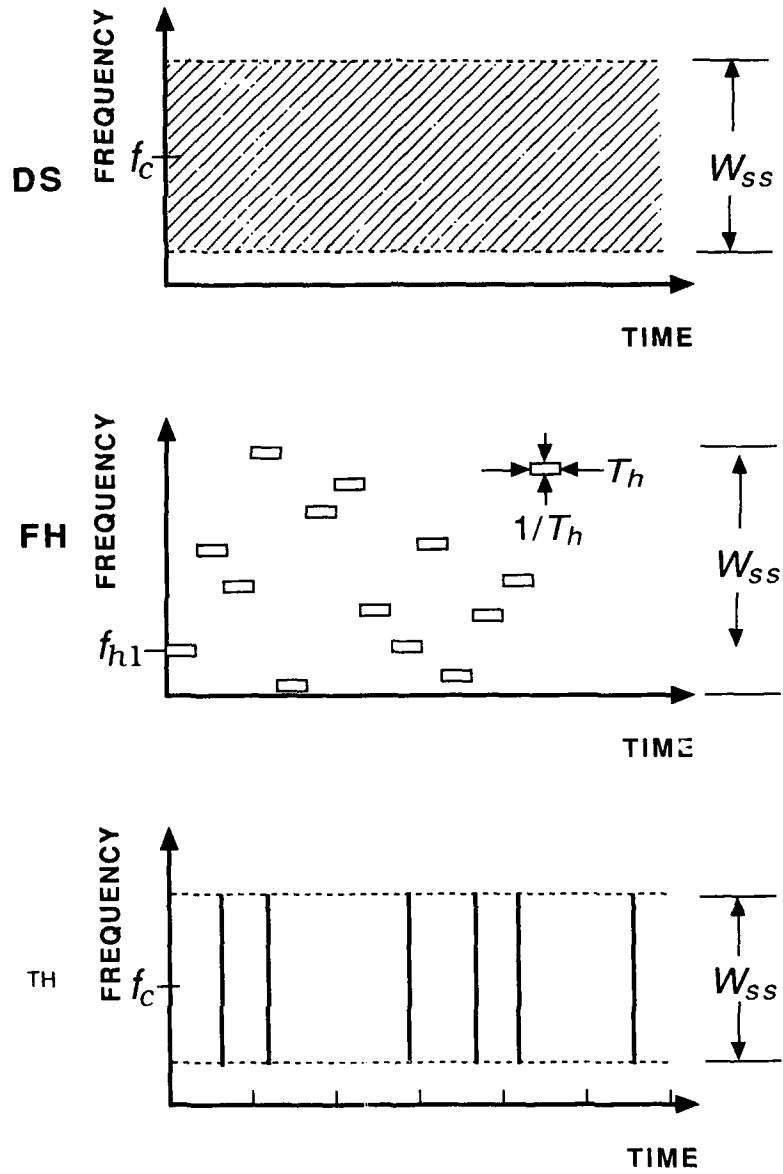 DS
FREQUENCY
f_c
W_ss
TIME
FH
FREQUENCY
T_h
1/T_h
W_ss
f_h1
TIME
TH
FREQUENCY
f_c
W_ss
TIME